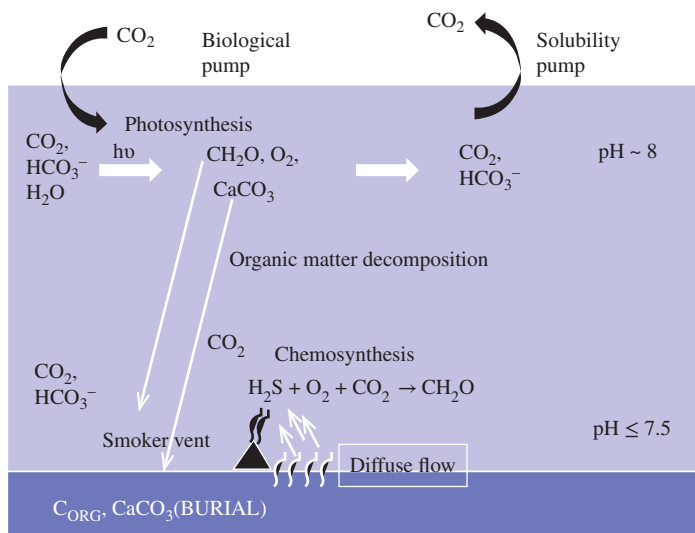 CO₂
Biological
pump
CO₂
Solubility
pump
Photosynthesis
CO₂,
HCO₃⁻
H₂O
hυ
CH₂O, O₂,
CaCO₃
CO₂,
HCO₃⁻
pH ~ 8
Organic matter decomposition
CO₂
CO₂,
HCO₃⁻
Chemosynthesis
H₂S + O₂ + CO₂ → CH₂O
Smoker vent
pH ≤ 7.5
Diffuse flow
C_ORG, CaCO₃(BURIAL)